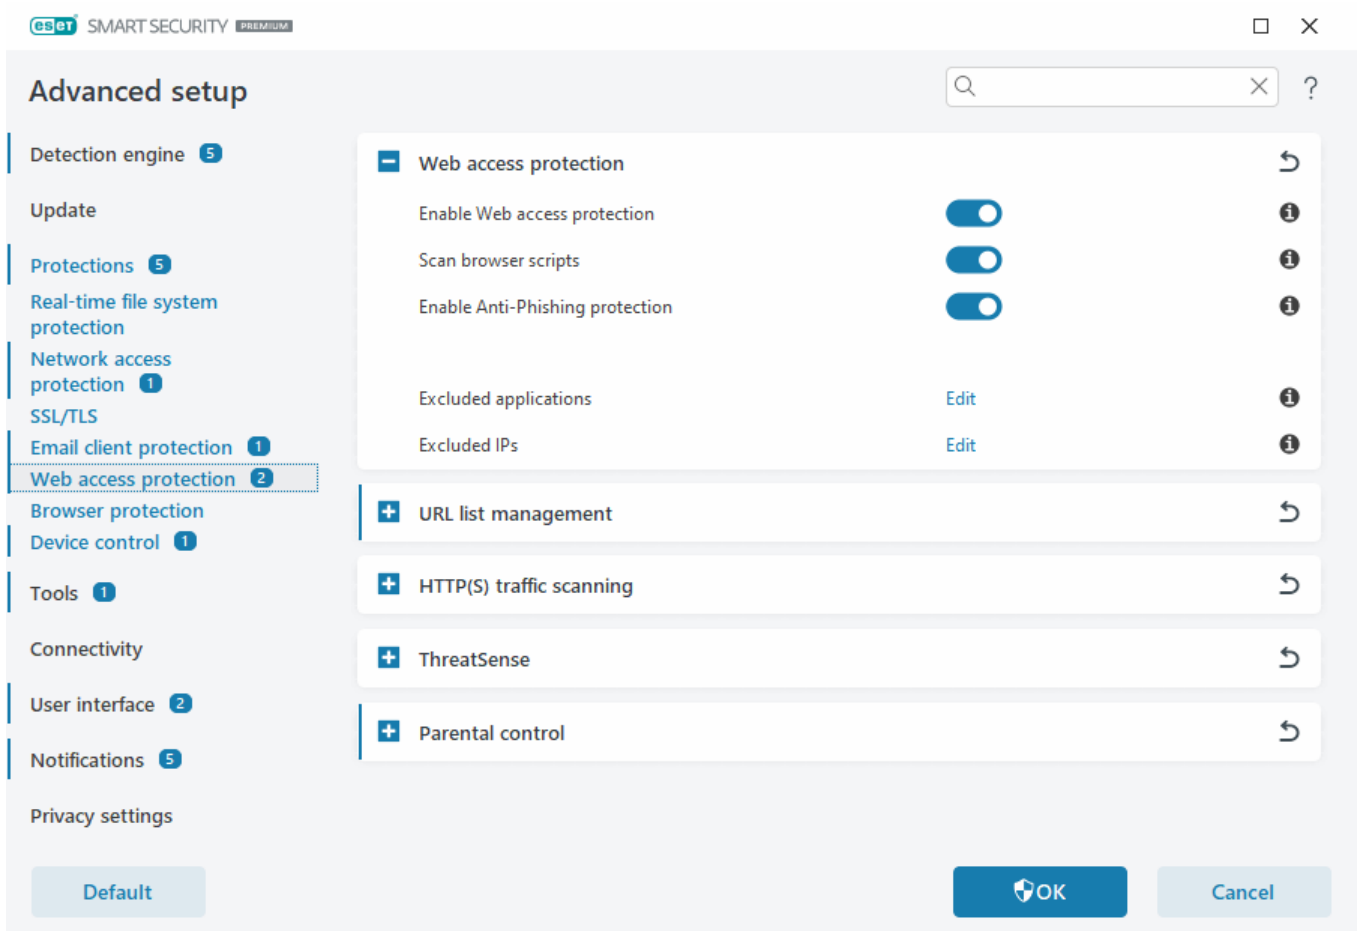 eset SMART SECURITY PREMIUM
Advanced setup
?
Detection engine 5
Update
Protections 5
Real-time file system
protection
Network access
protection 1
SSL/TLS
Email client protection 1
Web access protection 2
Browser protection
Device control 1
Tools 1
Connectivity
User interface 2
Notifications 5
Privacy settings
Web access protection
Enable Web access protection
Scan browser scripts
Enable Anti-Phishing protection
Excluded applications Edit
Excluded IPs Edit
URL list management
HTTP(S) traffic scanning
ThreatSense
Parental control
Default
OK
Cancel